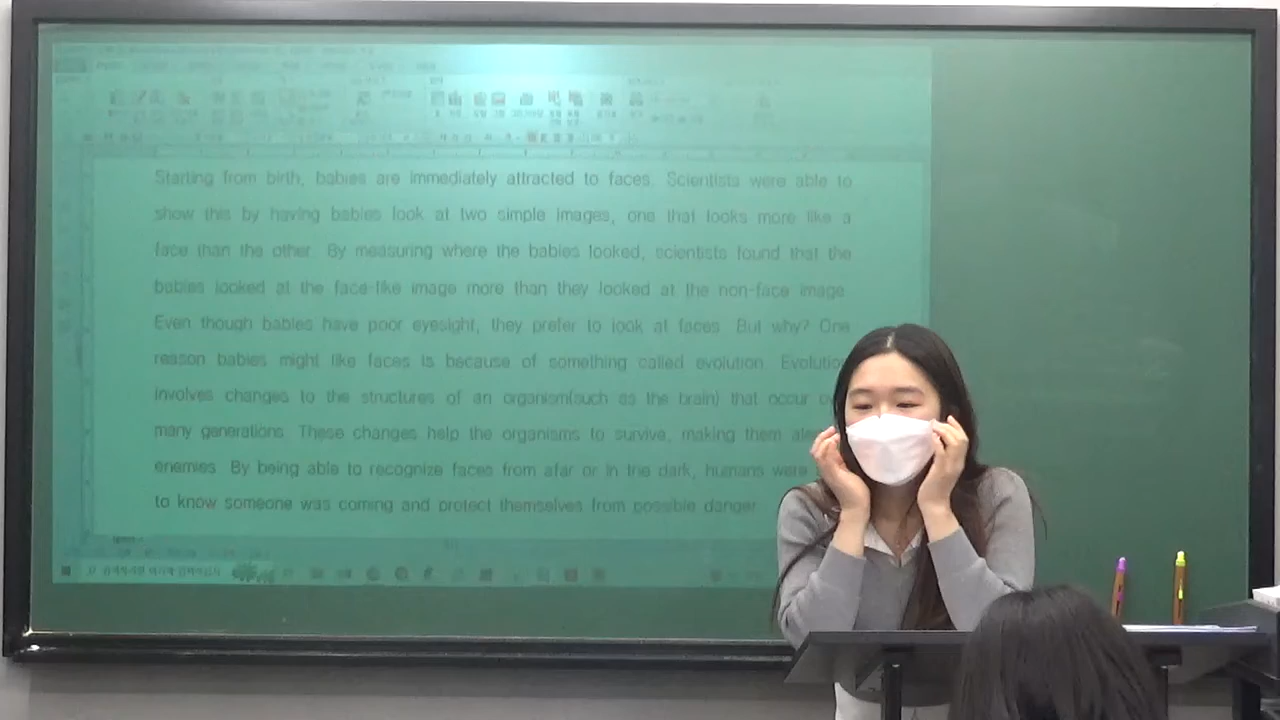 Starting from birth, babies are immediately attracted to faces. Scientists were able to
show this by having babies look at two simple images, one that looks more like a
face than the other. By measuring where the babies looked, scientists found that the
babies looked at the face-like image more than they looked at the non-face image.
Even though babies have poor eyesight, they prefer to look at faces. But why? One
reason babies might like faces is because of something called evolution. Evolution
involves changes to the structures of an organism(such as the brain) that occur
many generations. These changes help the organisms to survive, making them
enemies. By being able to recognize faces from afar or in the dark, humans were
to know someone was coming and protect themselves from possible danger.